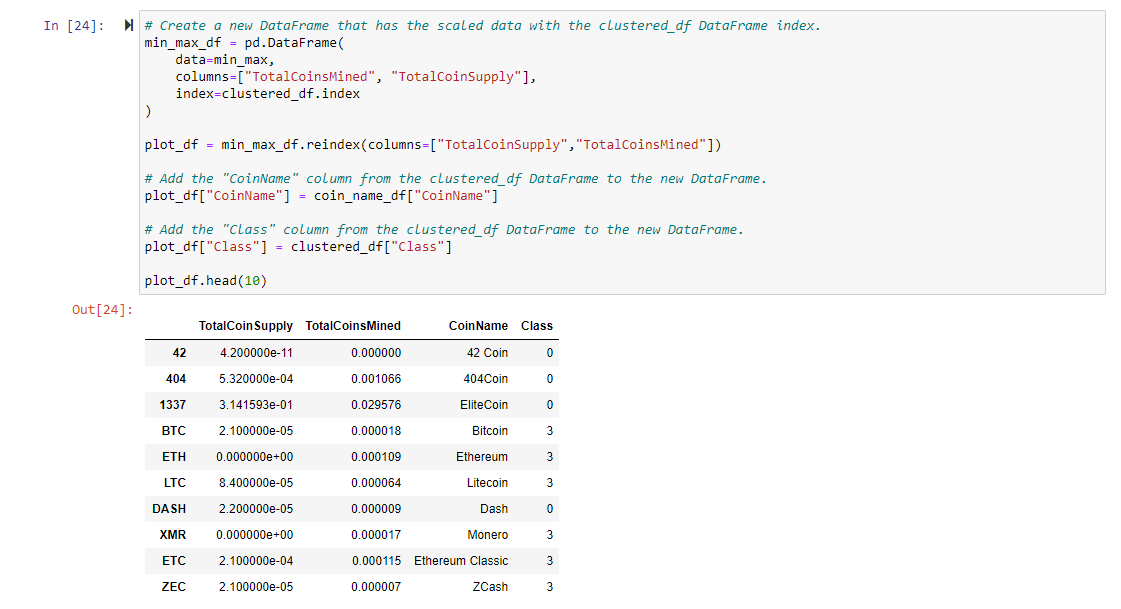 In [24]:
# Create a new DataFrame that has the scaled data with the clustered_df DataFrame index.
min_max_df = pd.DataFrame(
    data=min_max,
    columns=["TotalCoinsMined", "TotalCoinSupply"],
    index=clustered_df.index
)
plot_df = min_max_df.reindex(columns=["TotalCoinSupply","TotalCoinsMined"])
# Add the "CoinName" column from the clustered_df DataFrame to the new DataFrame.
plot_df["CoinName"] = coin_name_df["CoinName"]
# Add the "Class" column from the clustered_df DataFrame to the new DataFrame.
plot_df["Class"] = clustered_df["Class"]
plot_df.head(10)
Out[24]:
TotalCoinSupply TotalCoinsMined CoinName Class
42 4.200000e-11 0.000000 42 Coin 0
404 5.320000e-04 0.001066 404Coin 0
1337 3.141593e-01 0.029576 EliteCoin 0
BTC 2.100000e-05 0.000018 Bitcoin 3
ETH 0.000000e+00 0.000109 Ethereum 3
LTC 8.400000e-05 0.000064 Litecoin 3
DASH 2.200000e-05 0.000009 Dash 0
XMR 0.000000e+00 0.000017 Monero 3
ETC 2.100000e-04 0.000115 Ethereum Classic 3
ZEC 2.100000e-05 0.000007 ZCash 3